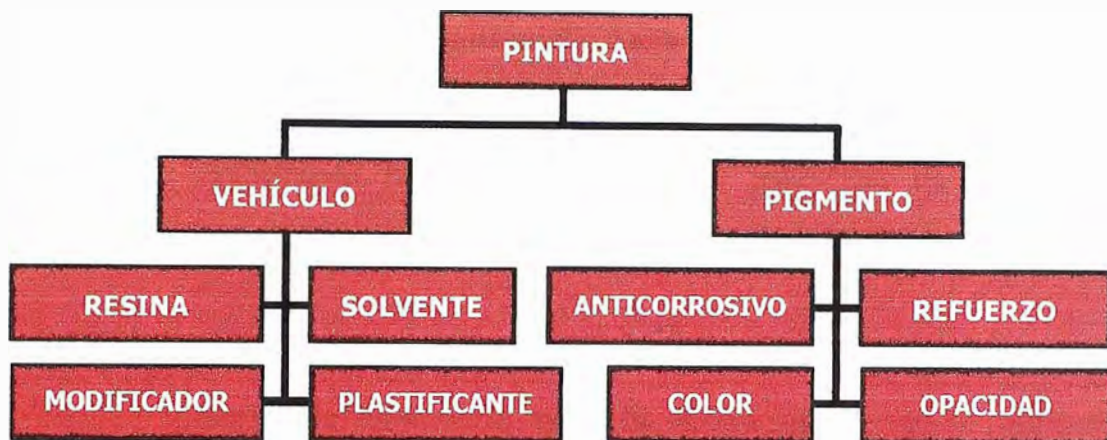 PINTURA
VEHÍCULO
PIGMENTO
RESINA
SOLVENTE
ANTICORROSIVO
REFUERZO
MODIFICADOR
PLASTIFICANTE
COLOR
OPACIDAD